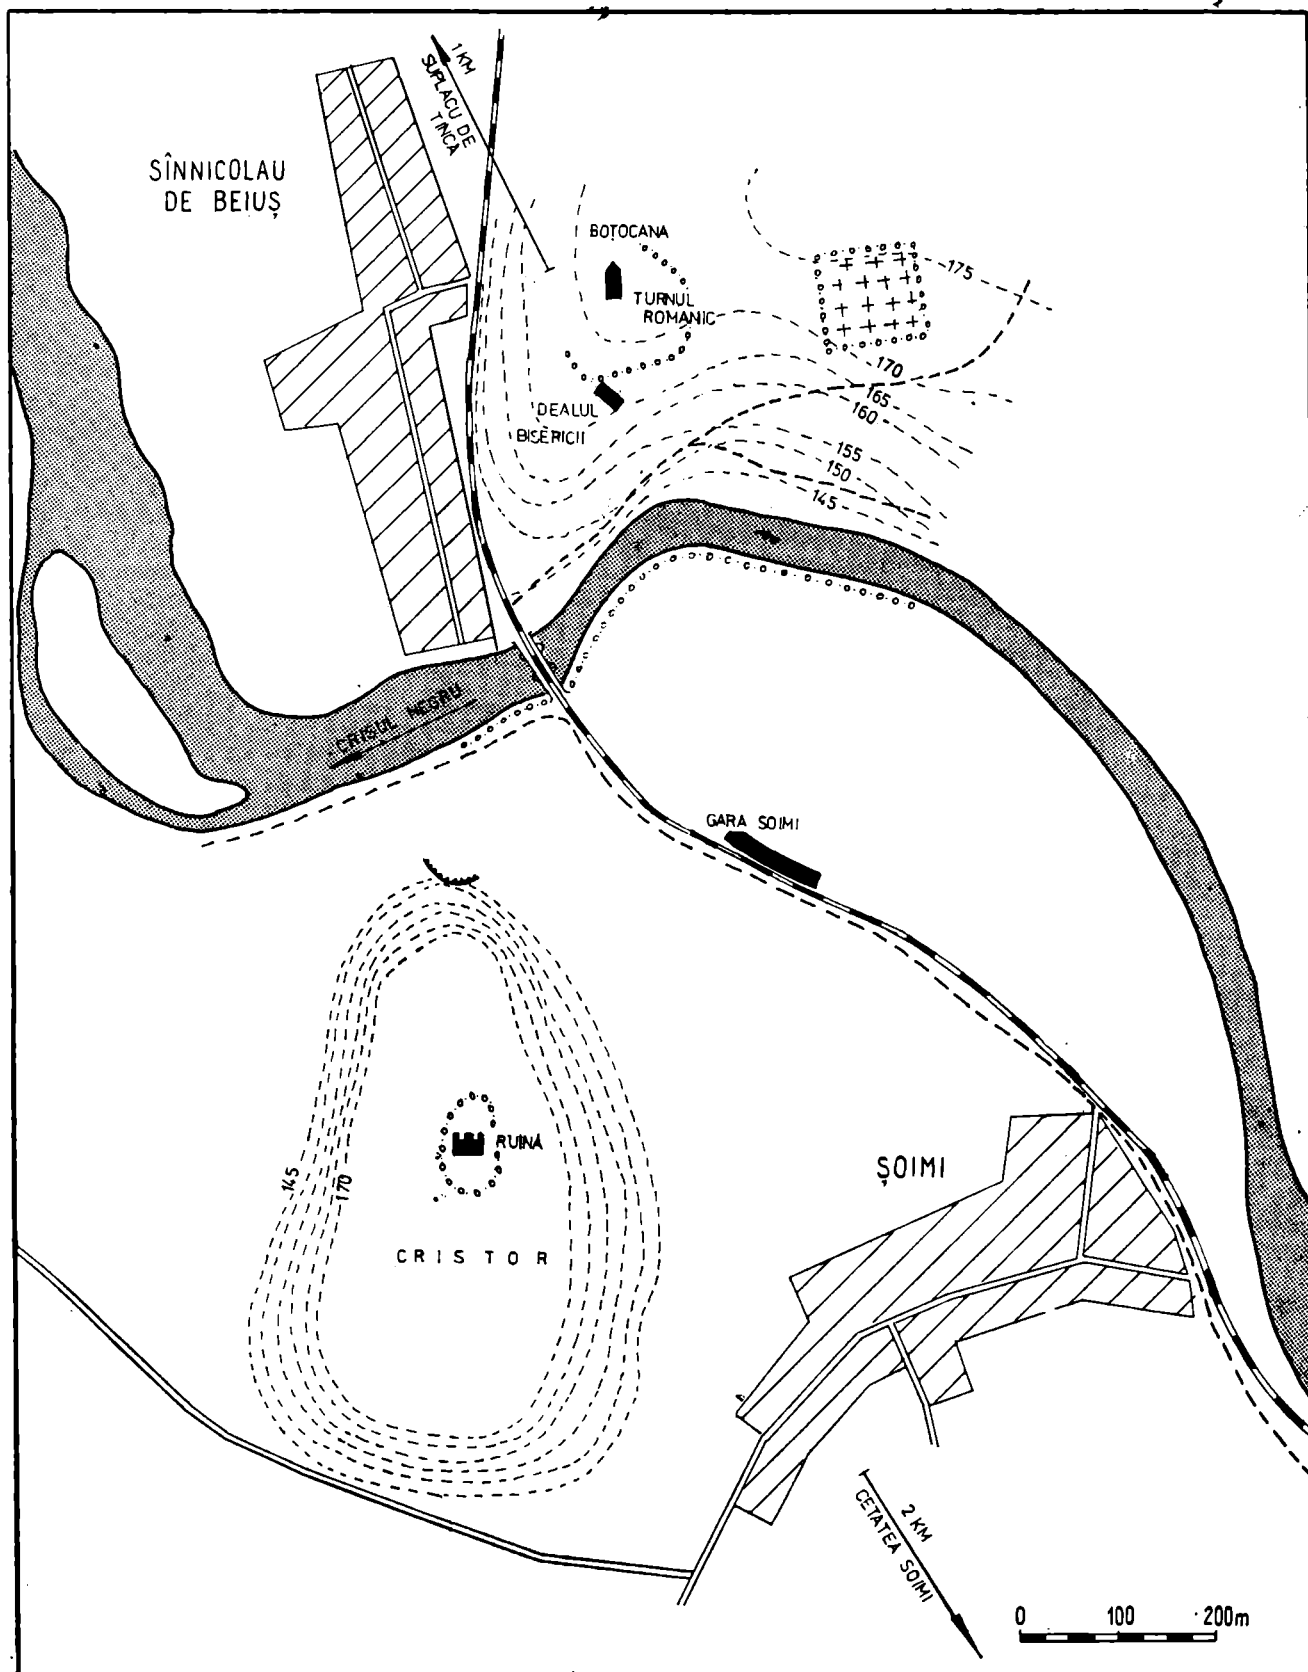 1 KM
SUPLACU DE
TINCA
SÎNNICOLAU
DE BEIUȘ
BOTOCANA
TURNUL
ROMANIC
175
170
165
160
155
150
145
DEALUL
BISERICII
CRISUL NEGRU
GARA SOIMI
RUINĂ
145
170
CRISTOR
ȘOIMI
2 KM
CETATEA SOIMI
0 100 200m